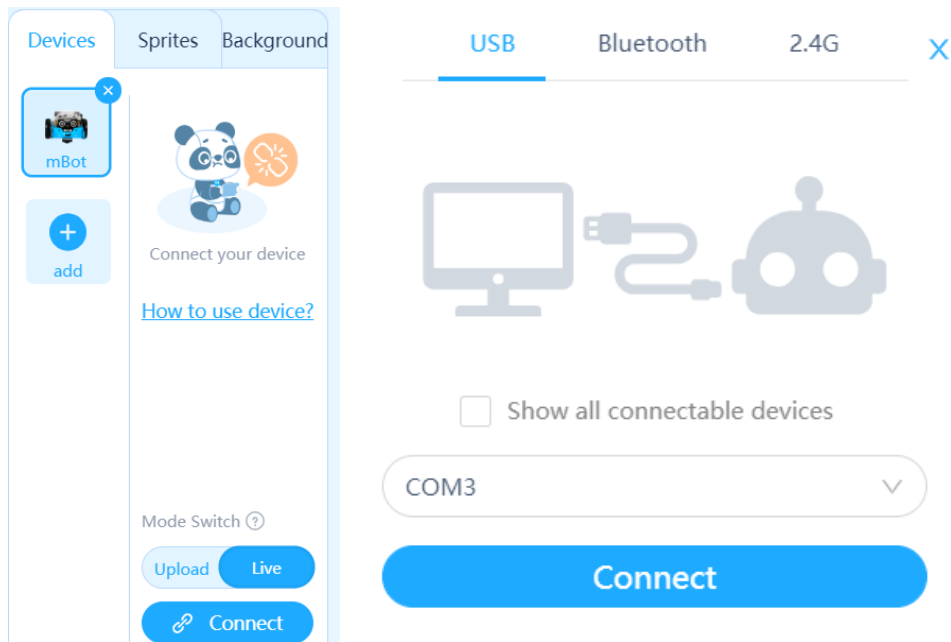 Devices
Sprites
Background
mBot
add
Connect your device
How to use device?
Mode Switch ?
Upload
Live
Connect
USB
Bluetooth
2.4G
X
Show all connectable devices
COM3
Connect